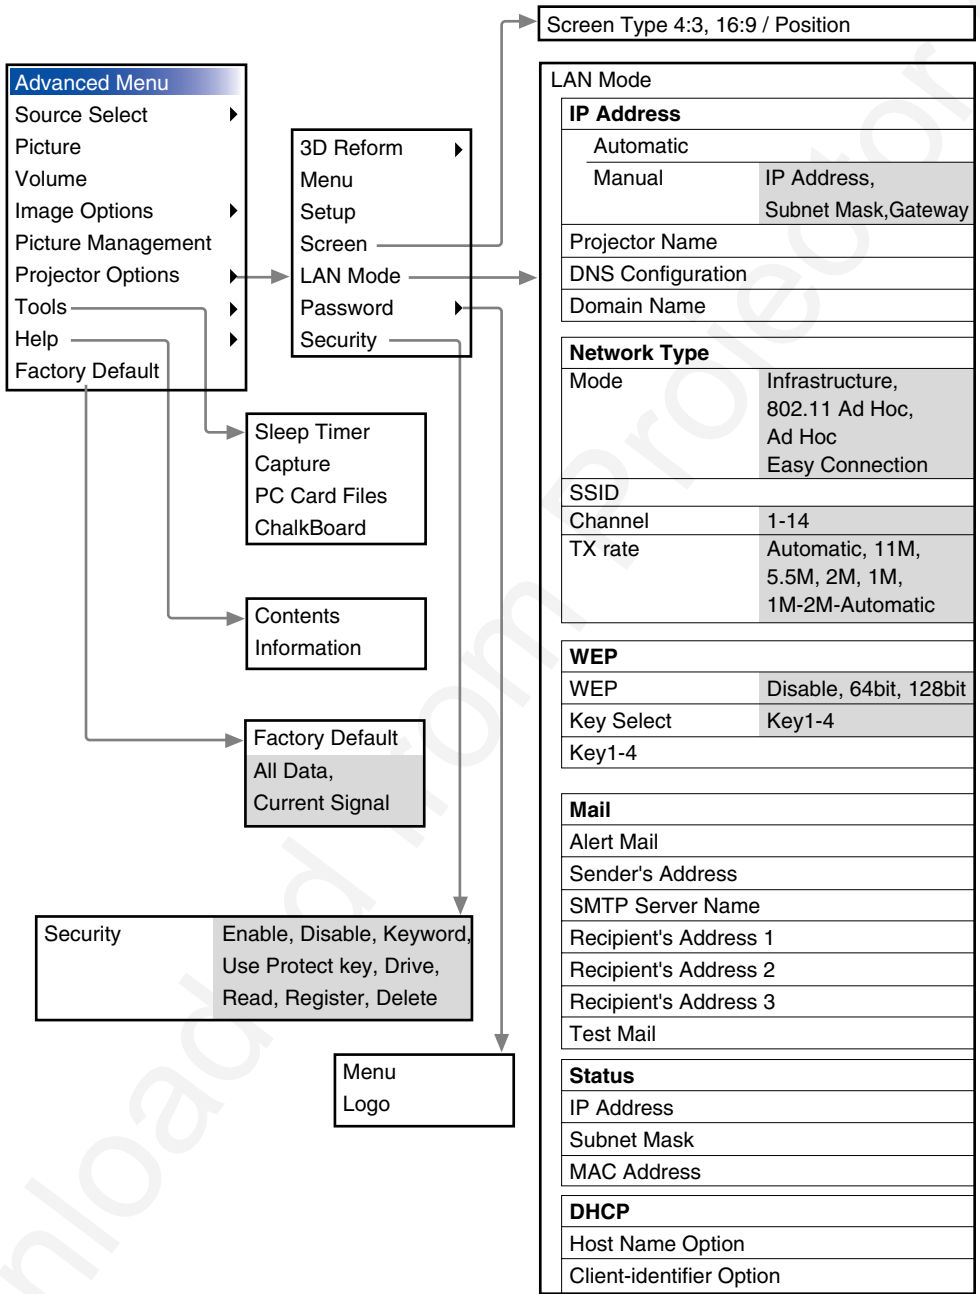 Screen Type 4:3, 16:9 / Position
Advanced Menu
Source Select
Picture
Volume
Image Options
Picture Management
Projector Options
Tools
Help
Factory Default
3D Reform
Menu
Setup
Screen
LAN Mode
Password
Security
Sleep Timer
Capture
PC Card Files
ChalkBoard
Contents
Information
Factory Default
All Data,
Current Signal
Security Enable, Disable, Keyword,
Use Protect key, Drive,
Read, Register, Delete
Menu
Logo
LAN Mode
IP Address
Automatic
Manual IP Address,
Subnet Mask,Gateway
Projector Name
DNS Configuration
Domain Name
Network Type
Mode Infrastructure,
802.11 Ad Hoc,
Ad Hoc
Easy Connection
SSID
Channel 1-14
TX rate Automatic, 11M,
5.5M, 2M, 1M,
1M-2M-Automatic
WEP
WEP Disable, 64bit, 128bit
Key Select Key1-4
Key1-4
Mail
Alert Mail
Sender's Address
SMTP Server Name
Recipient's Address 1
Recipient's Address 2
Recipient's Address 3
Test Mail
Status
IP Address
Subnet Mask
MAC Address
DHCP
Host Name Option
Client-identifier Option
nloaded from Projector